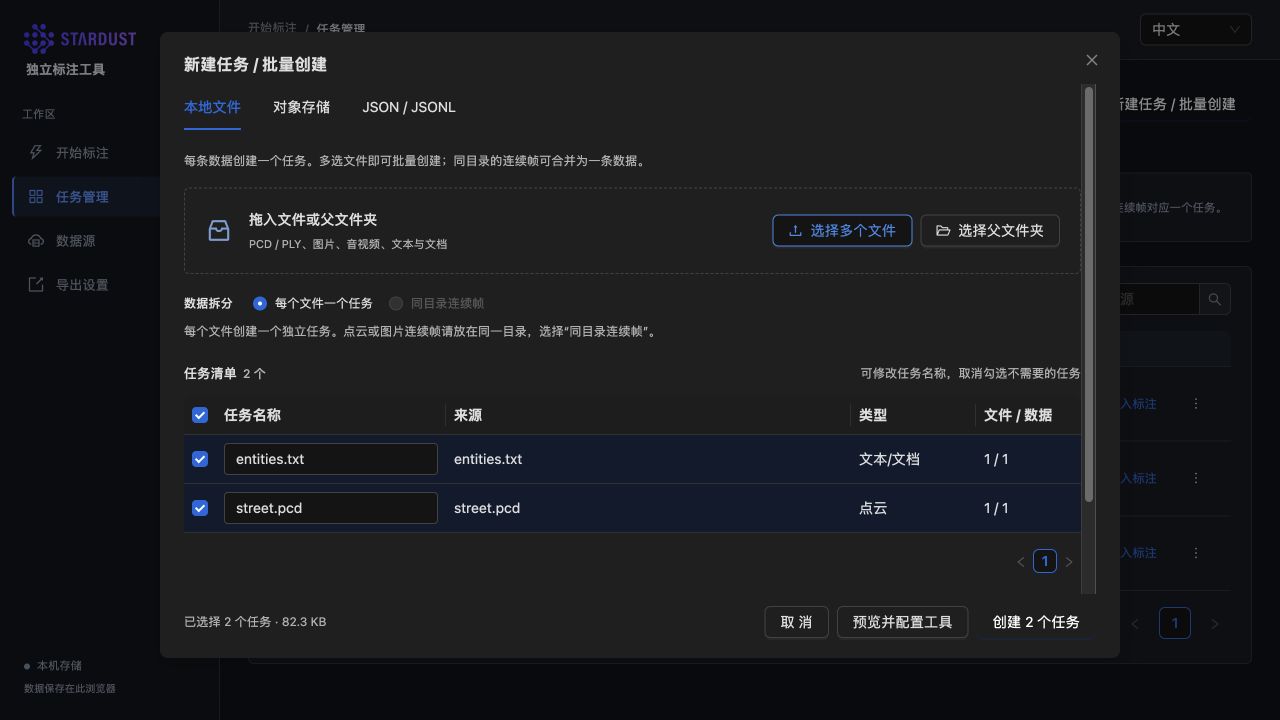 STARDUST
独立标注工具
工作区
开始标注
任务管理
数据源
导出设置
本机存储
数据保存在此浏览器
开始标注 / 任务管理
中文
新建任务 / 批量创建
本地文件
对象存储
JSON / JSONL
每条数据创建一个任务。多选文件即可批量创建；同目录的连续帧可合并为一条数据。
拖入文件或父文件夹
PCD / PLY、图片、音视频、文本与文档
选择多个文件
选择父文件夹
数据拆分
每个文件一个任务
同目录连续帧
每个文件创建一个独立任务。点云或图片连续帧请放在同一目录，选择“同目录连续帧”。
任务清单 2 个
可修改任务名称，取消勾选不需要的任务
任务名称 来源 类型 文件 / 数据
entities.txt entities.txt 文本/文档 1 / 1
street.pcd street.pcd 点云 1 / 1
1
已选择 2 个任务 · 82.3 KB
取 消
预览并配置工具
创建 2 个任务
建任务 / 批量创建
续帧对应一个任务。
源
入标注
入标注
入标注
1